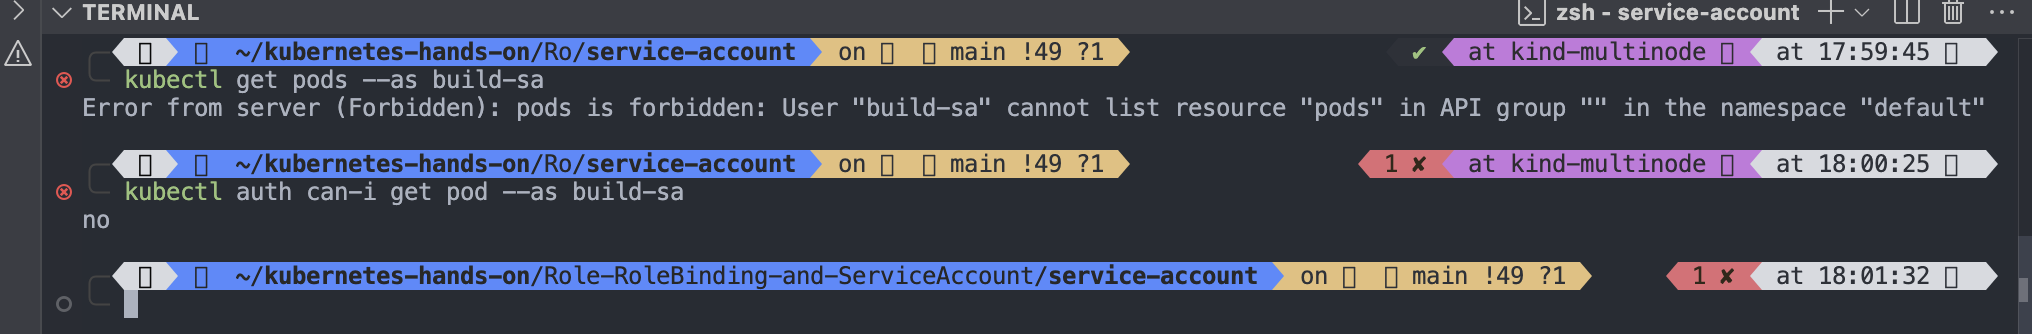 TERMINAL
zsh - service-account
~/kubernetes-hands-on/Ro/service-account on main !49 ?1 ✔ at kind-multinode at 17:59:45
kubectl get pods --as build-sa
Error from server (Forbidden): pods is forbidden: User "build-sa" cannot list resource "pods" in API group "" in the namespace "default"
~/kubernetes-hands-on/Ro/service-account on main !49 ?1 1 ✘ at kind-multinode at 18:00:25
kubectl auth can-i get pod --as build-sa
no
~/kubernetes-hands-on/Role-RoleBinding-and-ServiceAccount/service-account on main !49 ?1 1 ✘ at 18:01:32